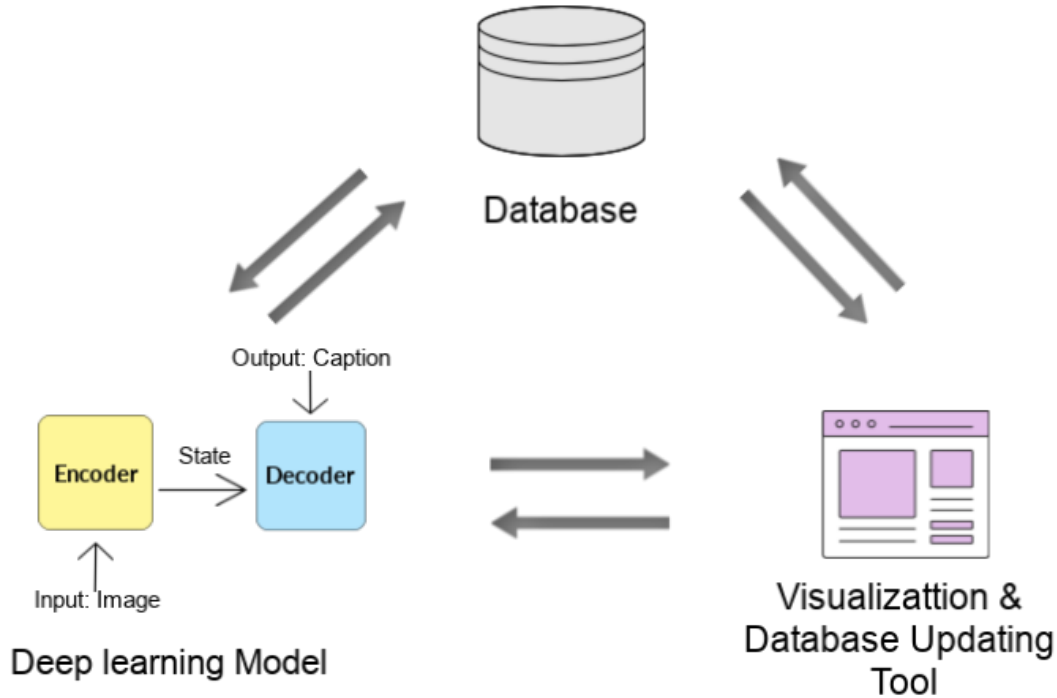 Database
Output: Caption
State
Encoder
Decoder
Input: Image
Deep learning Model
Visualizattion &
Database Updating
Tool